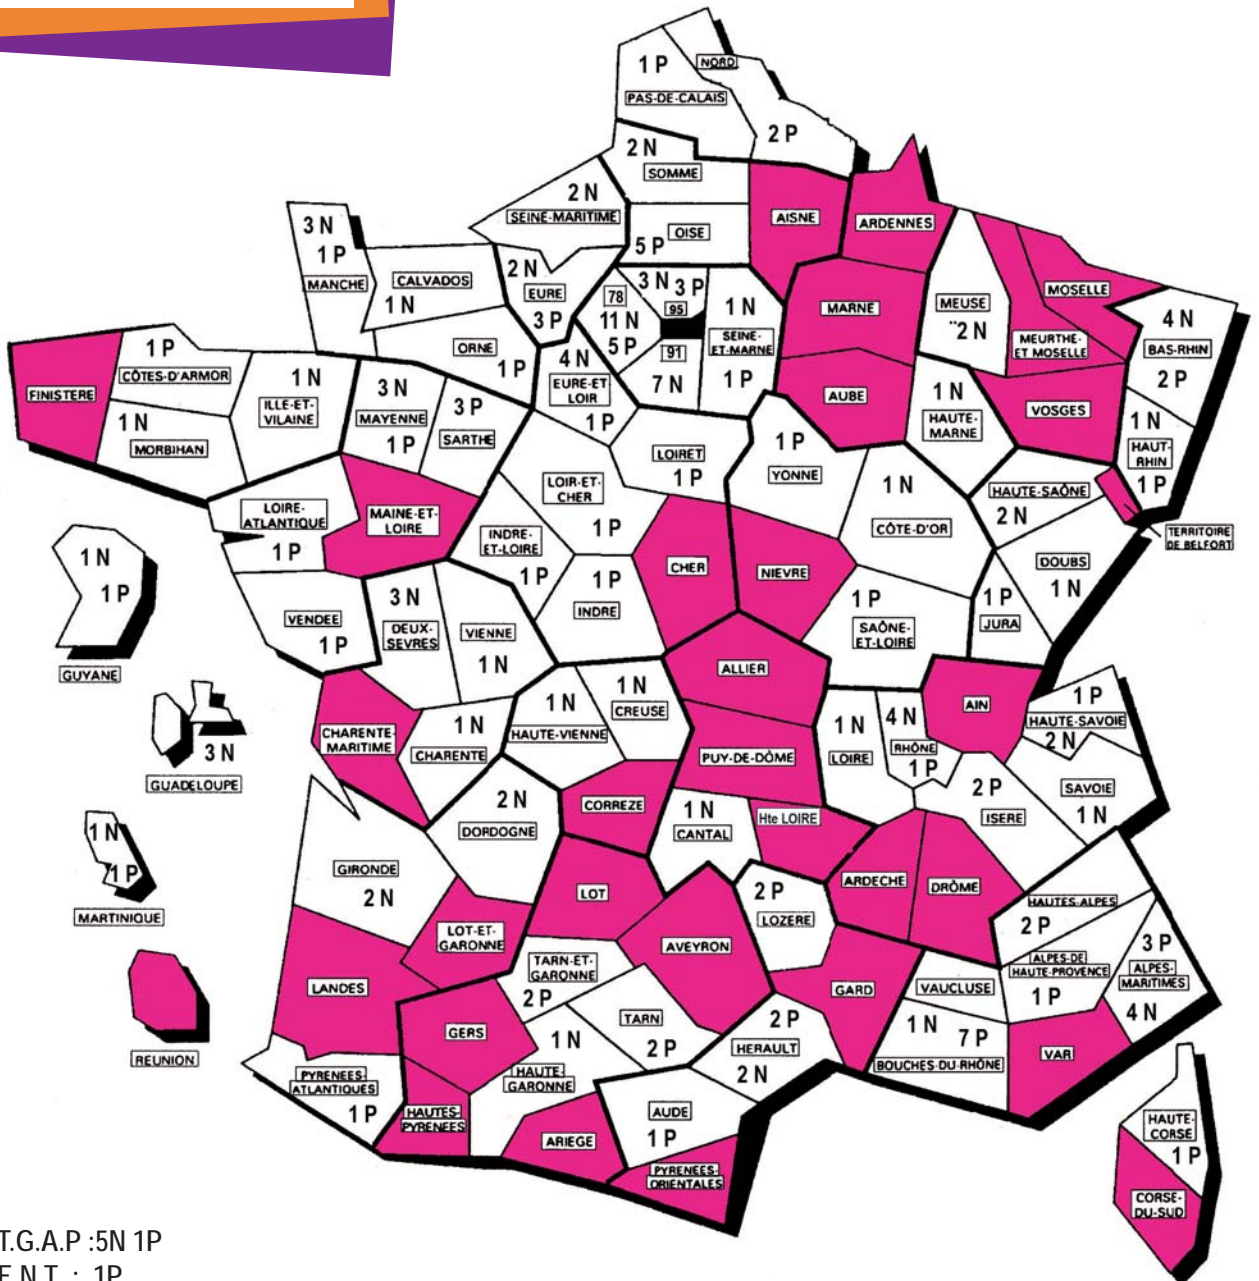 1 P
NORD
PAS-DE-CALAIS
2 P
2 N
SOMME
2 N
SEINE-MARITIME
OISE
5 P
AISNE
ARDENNES
3 N
1 P
MANCHE
CALVADOS
1 N
2 N
EURE
3 P
3 N 3 P
95
78
11 N
5 P
91
7 N
1 N
SEINE-
ET-MARNE
1 P
MARNE
MEUSE
2 N
MOSELLE
MEURTHE-
ET MOSELLE
4 N
BAS-RHIN
2 P
ORNE
1 P
4 N
EURE-ET-
LOIR
1 P
AUBE
1 N
HAUTE-
MARNE
VOSGES
1 N
HAUT-
RHIN
1 P
FINISTERE
1 P
CÔTES-D'ARMOR
1 N
MORBIHAN
1 N
ILLE-ET-
VILAINE
3 N
MAYENNE
1 P
3 P
SARTHE
LOIRET
1 P
1 P
YONNE
1 N
CÔTE-D'OR
HAUTE-SAÔNE
2 N
TERRITOIRE
DE BELFORT
LOIRE-
ATLANTIQUE
1 P
MAINE-ET-
LOIRE
LOIR-ET-
CHER
1 P
INDRE-
ET-LOIRE
1 P
1 P
INDRE
CHER
NIEVRE
DOUBS
1 N
1 P
JURA
1 P
SAÔNE-
ET-LOIRE
1 N
1 P
GUYANE
VENDEE
1 P
3 N
DEUX-
SEVRES
VIENNE
1 N
ALLIER
AIN
1 P
HAUTE-SAVOIE
2 N
3 N
GUADELOUPE
CHARENTE-
MARITIME
1 N
CHARENTE
1 N
HAUTE-VIENNE
1 N
CREUSE
PUY-DE-DÔME
1 N
LOIRE
4 N
RHÔNE
1 P
2 P
ISERE
SAVOIE
1 N
1 N
1 P
MARTINIQUE
2 N
DORDOGNE
CORREZE
1 N
CANTAL
Hte LOIRE
GIRONDE
2 N
LOT
2 P
LOZERE
ARDECHE
DRÔME
HAUTES-ALPES
2 P
REUNION
LOT-ET-
GARONNE
LANDES
AVEYRON
TARN-ET-
GARONNE
2 P
GARD
VAUCLUSE
ALPES-DE
HAUTE-PROVENCE
1 P
3 P
ALPES-
MARITIMES
4 N
GERS
1 N
HAUTE-
GARONNE
TARN
2 P
2 P
HERAULT
2 N
1 N 7 P
BOUCHES-DU-RHÔNE
VAR
PYRENEES-
ATLANTIQUES
1 P
HAUTES-
PYRENEES
ARIEGE
AUDE
1 P
PYRENEES-
ORIENTALES
HAUTE-
CORSE
1 P
CORSE-
DU-SUD
T.G.A.P :5N 1P
E.N.T. : 1P